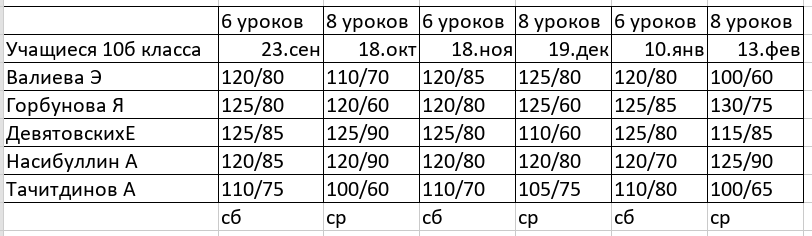 6 уроков 8 уроков 6 уроков 8 уроков 6 уроков 8 уроков
Учащиеся 10б класса 23.сен 18.окт 18.ноя 19.дек 10.янв 13.фев
Валиева Э 120/80 110/70 120/85 125/80 120/80 100/60
Горбунова Я 125/80 120/60 120/80 125/60 125/85 130/75
ДевятовскихЕ 125/85 125/90 125/80 110/60 125/80 115/85
Насибуллин А 120/85 120/90 120/80 120/80 120/70 125/90
Тачитдинов А 110/75 100/60 110/70 105/75 110/80 100/65
сб ср сб ср сб ср